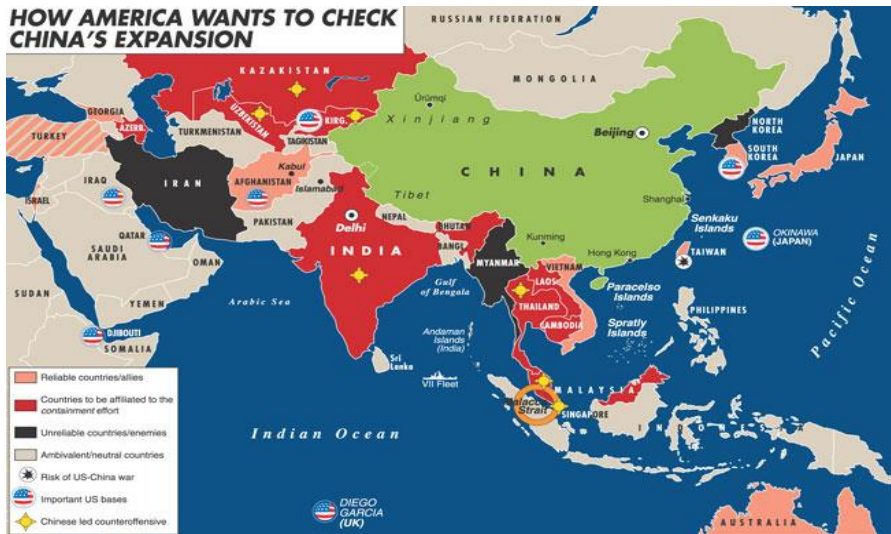 HOW AMERICA WANTS TO CHECK
CHINA'S EXPANSION
RUSSIAN FEDERATION
KAZAKISTAN
MONGOLIA
GEORGIA
AZERB.
TURKEY
UZBEKISTAN
TURKMENISTAN
KIRG.
TAGIKISTAN
Ürümqi
Xinjiang
Beijing
NORTH
KOREA
SOUTH
KOREA
JAPAN
IRAQ
IRAN
Kabul
AFGHANISTAN
Islamabad
ISRAEL
PAKISTAN
Tibet
CHINA
Shanghai
Senkaku
Islands
OKINAWA
(JAPAN)
QATAR
SAUDI
ARABIA
OMAN
NEPAL
Delhi
BHUTAN
BANGL.
INDIA
Kunming
Hong Kong
TAIWAN
MYANMAR
VIETNAM
LAOS
Paracelso
Islands
SUDAN
YEMEN
Arabic Sea
Gulf
of Bengala
THAILAND
CAMBODIA
Spratly
Islands
PHILIPPINES
Pacific Ocean
DJIBOUTI
SOMALIA
Andaman
Islands
(India)
Sri
Lanka
VII Fleet
MALAYSIA
Malacca
Strait
SINGAPORE
INDONESIA
Indian Ocean
DIEGO
GARCIA
(UK)
AUSTRALIA
Reliable countries/allies
Countries to be affiliated to the
containment effort
Unreliable countries/enemies
Ambivalent/neutral countries
Risk of US-China war
Important US bases
Chinese led counteroffensive